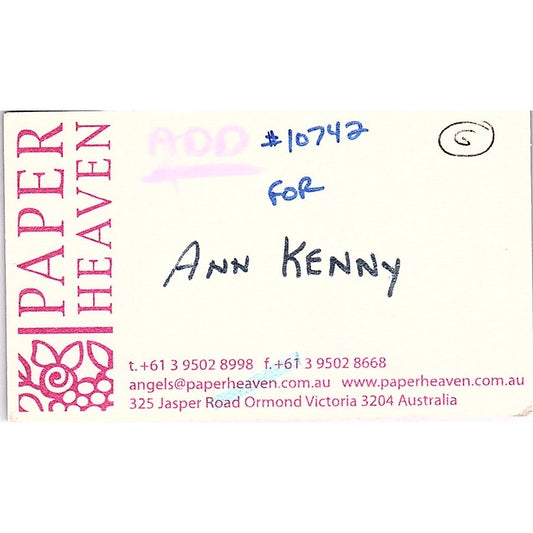 PAPER
HEAVEN
ADD #10742
G
FOR
ANN KENNY
t.+61 3 9502 8998 f.+61 3 9502 8668
angels@paperheaven.com.au www.paperheaven.com.au
325 Jasper Road Ormond Victoria 3204 Australia